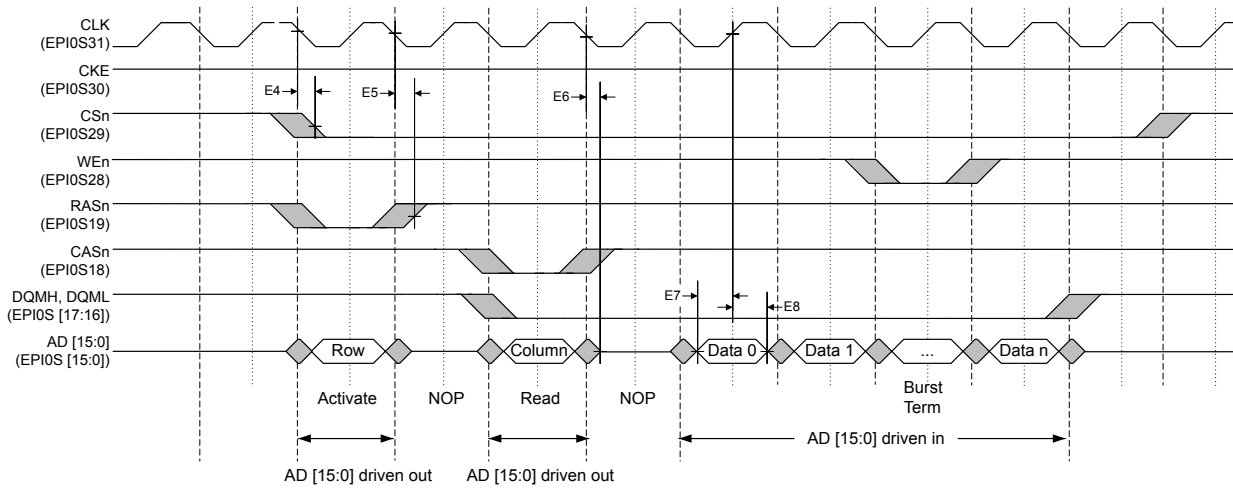 CLK
(EPI0S31)
CKE
(EPI0S30)
E4
E5
E6
CSn
(EPI0S29)
WEn
(EPI0S28)
RASn
(EPI0S19)
CASn
(EPI0S18)
DQMH, DQML
(EPI0S [17:16])
E7
E8
AD [15:0]
(EPI0S [15:0])
Row
Column
Data 0
Data 1
...
Data n
Activate
NOP
Read
NOP
Burst
Term
AD [15:0] driven in
AD [15:0] driven out
AD [15:0] driven out